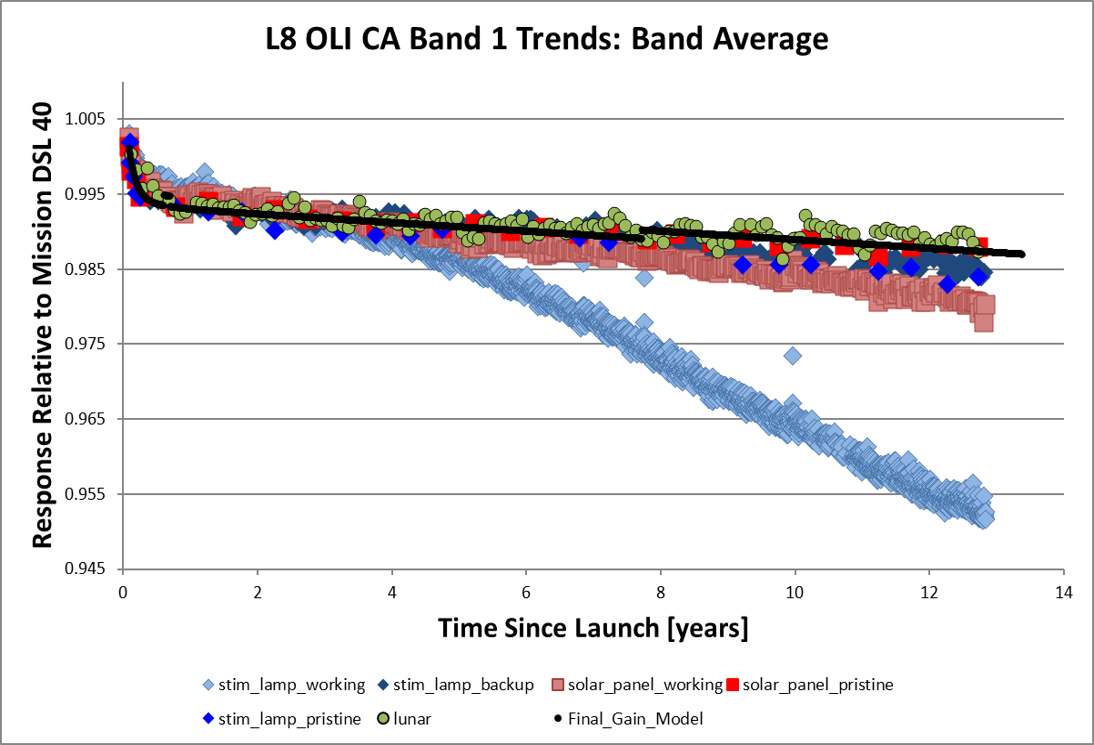 L8 OLI CA Band 1 Trends: Band Average
Response Relative to Mission DSL 40
1.005
0.995
0.985
0.975
0.965
0.955
0.945
0 2 4 6 8 10 12 14
Time Since Launch [years]
stim_lamp_working stim_lamp_backup solar_panel_working solar_panel_pristine
stim_lamp_pristine lunar Final_Gain_Model